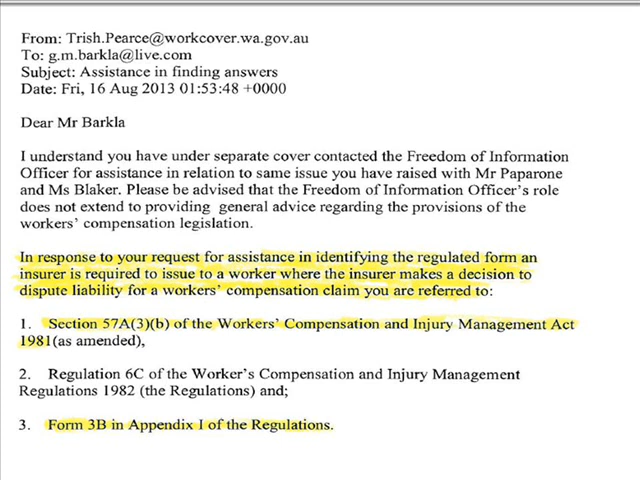 From: Trish.Pearce@workcover.wa.gov.au
To: g.m.barkla@live.com
Subject: Assistance in finding answers
Date: Fri, 16 Aug 2013 01:53:48 +0000
Dear Mr Barkla
I understand you have under separate cover contacted the Freedom of Information
Officer for assistance in relation to same issue you have raised with Mr Paparone
and Ms Blaker. Please be advised that the Freedom of Information Officer's role
does not extend to providing general advice regarding the provisions of the
workers' compensation legislation.
In response to your request for assistance in identifying the regulated form an
insurer is required to issue to a worker where the insurer makes a decision to
dispute liability for a workers' compensation claim you are referred to:
1. Section 57A(3)(b) of the Workers' Compensation and Injury Management Act
1981(as amended),
2. Regulation 6C of the Worker's Compensation and Injury Management
Regulations 1982 (the Regulations) and;
3. Form 3B in Appendix I of the Regulations.